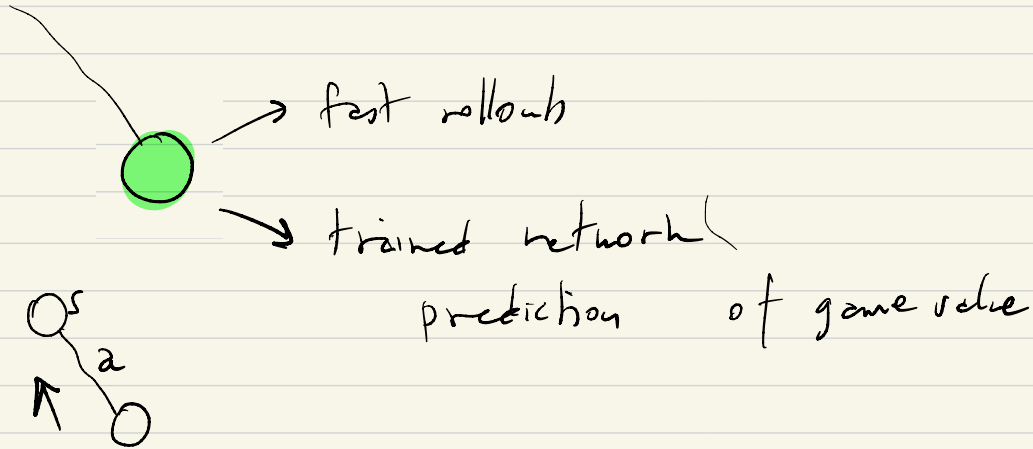 fast rollouts
trained network
prediction of game value
s
a